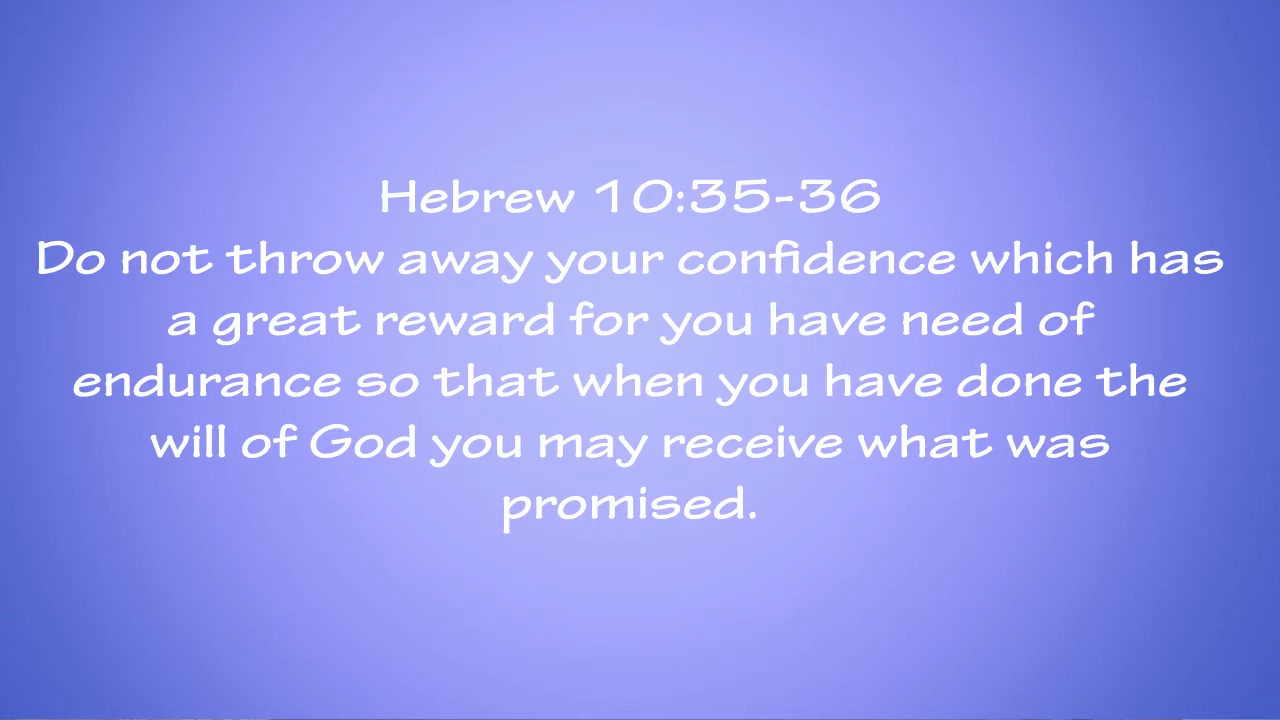 Hebrew 10:35-36
Do not throw away your confidence which has
a great reward for you have need of
endurance so that when you have done the
will of God you may receive what was
promised.